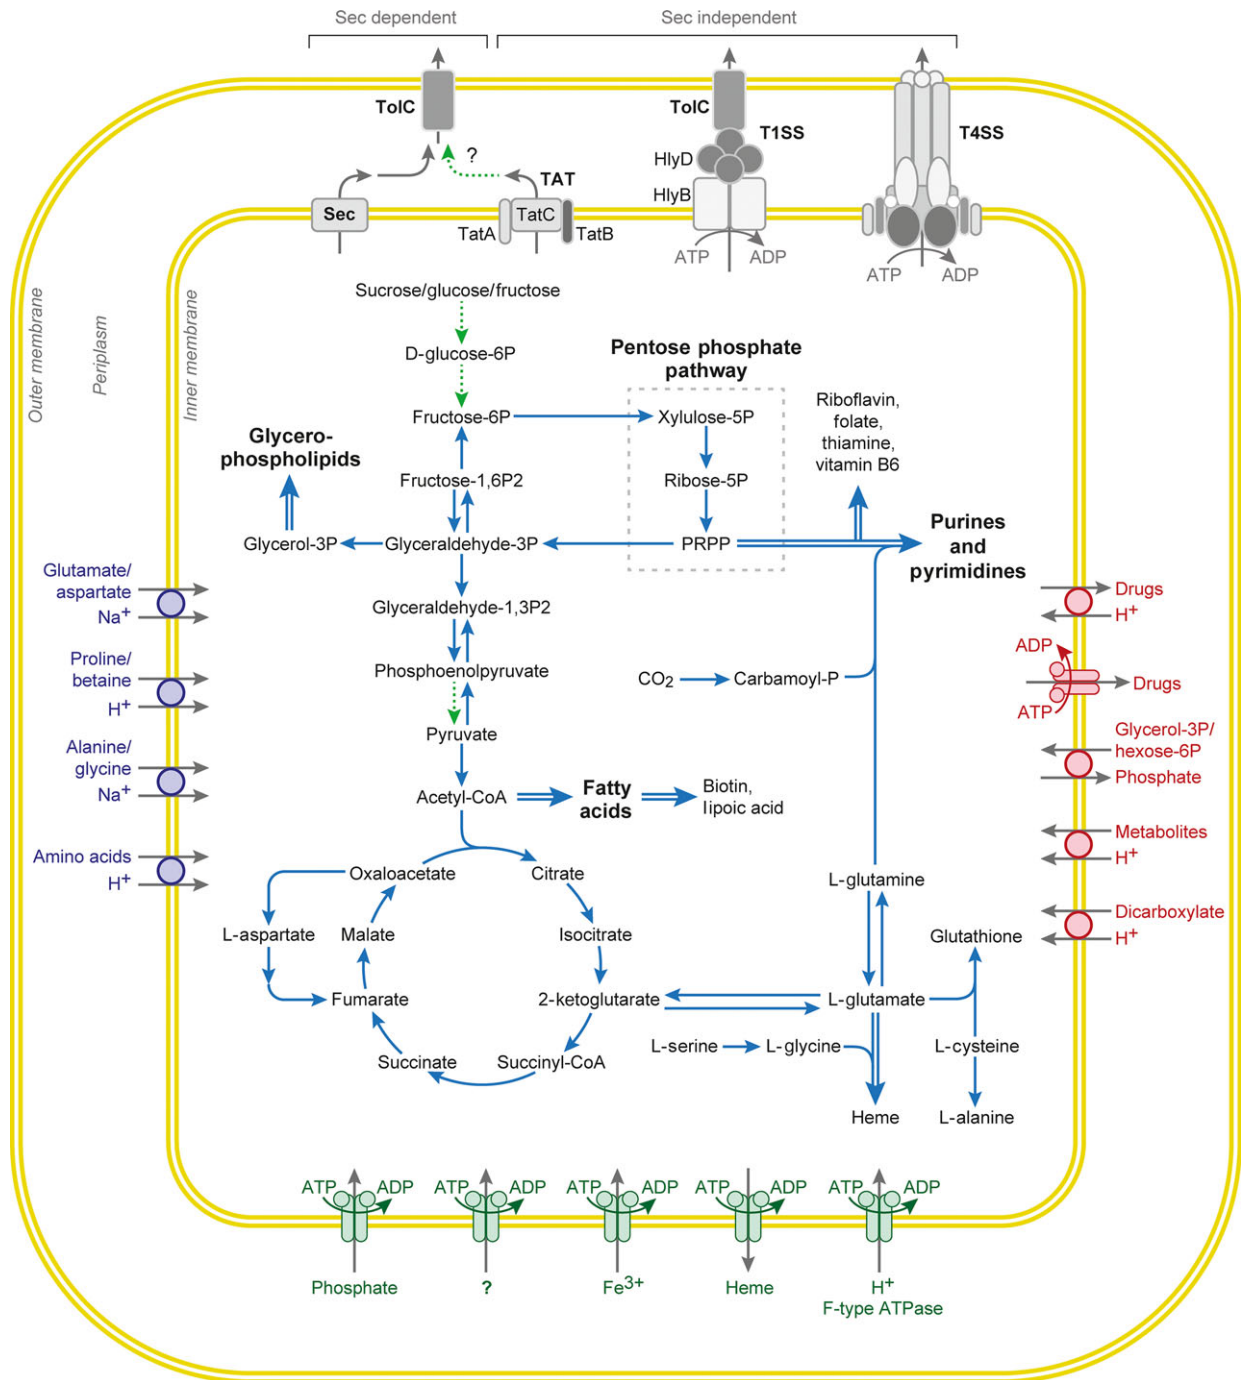 Sec dependent
Sec independent
TolC
TolC
T1SS
T4SS
?
HlyD
TAT
HlyB
Sec
TatC
TatA
TatB
ATP
ADP
ATP
ADP
Outer membrane
Periplasm
Inner membrane
Sucrose/glucose/fructose
D-glucose-6P
Pentose phosphate
pathway
Fructose-6P
Xylulose-5P
Riboflavin,
folate,
thiamine,
vitamin B6
Glycero-
phospholipids
Fructose-1,6P2
Ribose-5P
Glycerol-3P
Glyceraldehyde-3P
PRPP
Purines
and
pyrimidines
Glutamate/
aspartate
Na+
Glyceraldehyde-1,3P2
Drugs
H+
Proline/
betaine
H+
Phosphoenolpyruvate
CO2
Carbamoyl-P
ADP
Drugs
ATP
Alanine/
glycine
Na+
Pyruvate
Glycerol-3P/
hexose-6P
Phosphate
Acetyl-CoA
Fatty
acids
Biotin,
lipoic acid
Amino acids
H+
Metabolites
H+
Oxaloacetate
Citrate
L-glutamine
L-aspartate
Malate
Isocitrate
Glutathione
Dicarboxylate
H+
Fumarate
2-ketoglutarate
L-glutamate
Succinate
Succinyl-CoA
L-serine
L-glycine
L-cysteine
Heme
L-alanine
ATP
ADP
ATP
ADP
ATP
ADP
ATP
ADP
ATP
ADP
Phosphate
?
Fe3+
Heme
H+
F-type ATPase